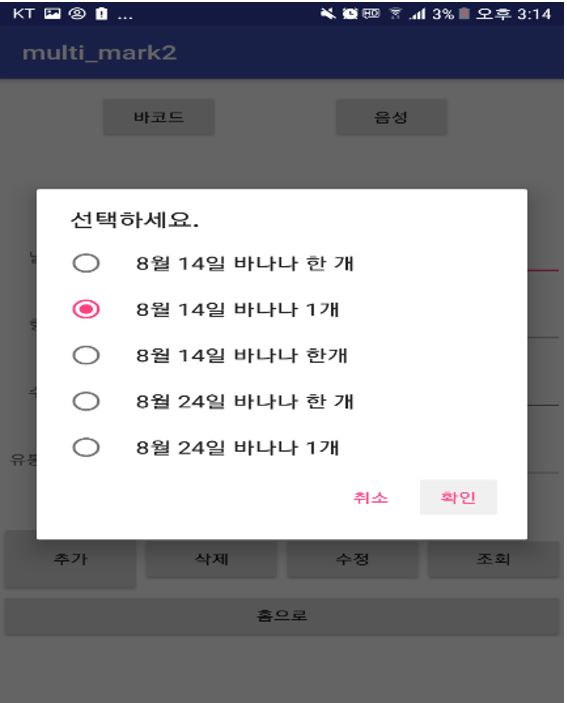 KT ... HD 3% 오후 3:14
multi_mark2
바코드 음성
선택하세요.
8월 14일 바나나 한 개
8월 14일 바나나 1개
8월 14일 바나나 한개
8월 24일 바나나 한 개
8월 24일 바나나 1개
취소 확인
추가 삭제 수정 조회
홈으로